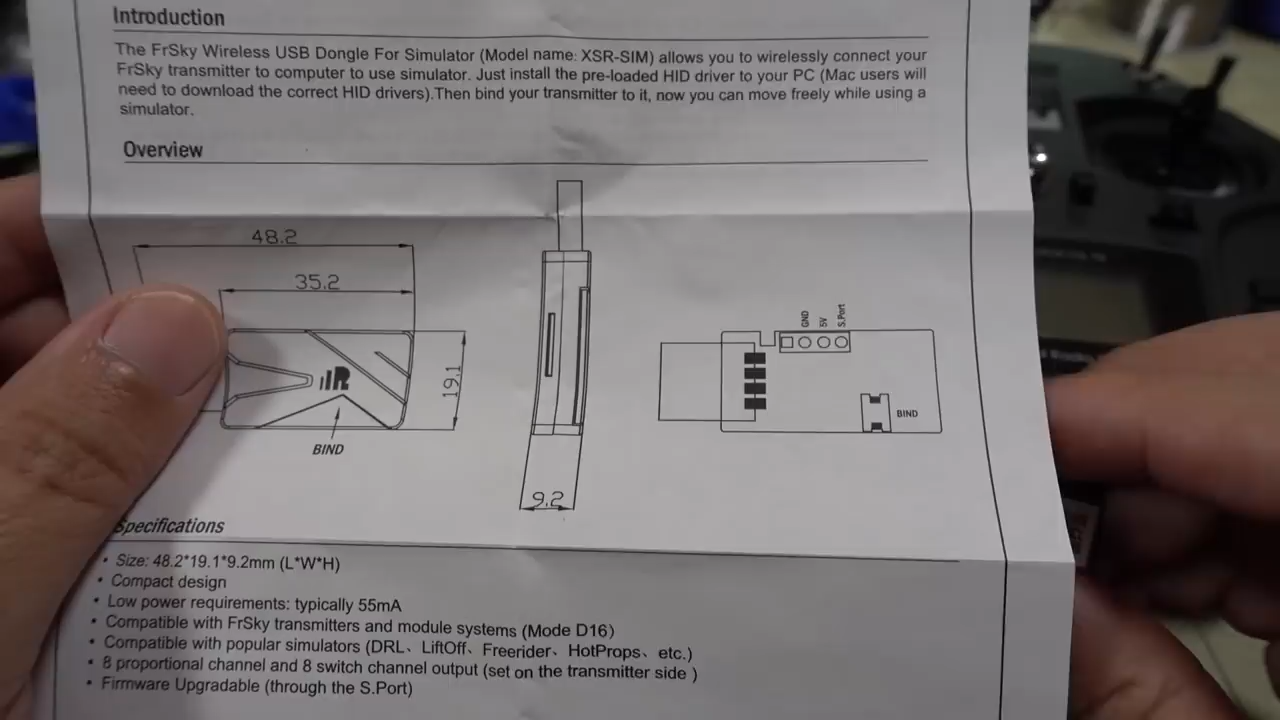 Introduction
The FrSky Wireless USB Dongle For Simulator (Model name: XSR-SIM) allows you to wirelessly connect your
FrSky transmitter to computer to use simulator. Just install the pre-loaded HID driver to your PC (Mac users will
need to download the correct HID drivers).Then bind your transmitter to it, now you can move freely while using a
simulator.
Overview
48.2
35.2
19.1
BIND
9.2
GND
5V
S.Port
BIND
Specifications
• Size: 48.2*19.1*9.2mm (L*W*H)
• Compact design
• Low power requirements: typically 55mA
• Compatible with FrSky transmitters and module systems (Mode D16)
• Compatible with popular simulators (DRL、LiftOff、Freerider、HotProps、etc.)
• 8 proportional channel and 8 switch channel output (set on the transmitter side )
• Firmware Upgradable (through the S.Port)